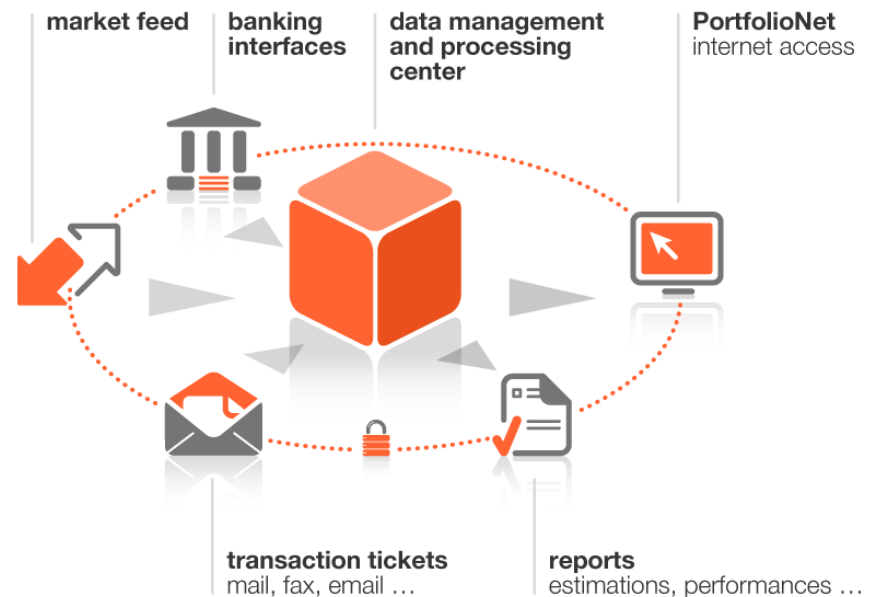 market feed
banking
interfaces
data management
and processing
center
PortfolioNet
internet access
transaction tickets
mail, fax, email ...
reports
estimations, performances ...